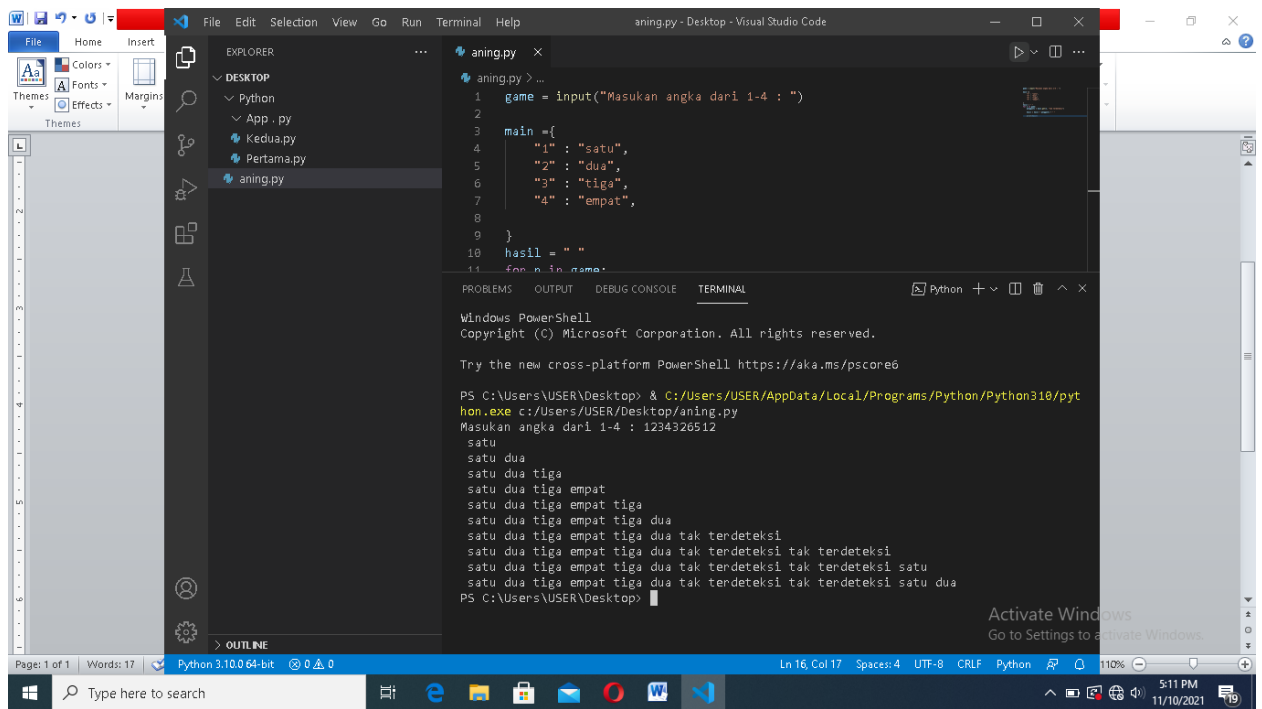 File Edit Selection View Go Run Terminal Help aning.py - Desktop - Visual Studio Code
File Home Insert
Colors
Fonts
Effects
Themes
Margins
Themes
EXPLORER
DESKTOP
Python
App . py
Kedua.py
Pertama.py
aning.py
OUTLINE
aning.py
aning.py > ...
1 game = input("Masukan angka dari 1-4 : ")
2
3 main ={
4 "1" : "satu",
5 "2" : "dua",
6 "3" : "tiga",
7 "4" : "empat",
8
9 }
10 hasil = " "
11 for n in game:
PROBLEMS OUTPUT DEBUG CONSOLE TERMINAL Python
Windows PowerShell
Copyright (C) Microsoft Corporation. All rights reserved.
Try the new cross-platform PowerShell https://aka.ms/pscore6
PS C:\Users\USER\Desktop> & C:/Users/USER/AppData/Local/Programs/Python/Python310/pyt
hon.exe c:/Users/USER/Desktop/aning.py
Masukan angka dari 1-4 : 1234326512
satu
satu dua
satu dua tiga
satu dua tiga empat
satu dua tiga empat tiga
satu dua tiga empat tiga dua
satu dua tiga empat tiga dua tak terdeteksi
satu dua tiga empat tiga dua tak terdeteksi tak terdeteksi
satu dua tiga empat tiga dua tak terdeteksi tak terdeteksi satu
satu dua tiga empat tiga dua tak terdeteksi tak terdeteksi satu dua
PS C:\Users\USER\Desktop>
Activate Windows
Go to Settings to activate Windows.
Page: 1 of 1 Words: 17
Python 3.10.0 64-bit 0 0 Ln 16, Col 17 Spaces: 4 UTF-8 CRLF Python
110%
Type here to search
5:11 PM
11/10/2021
19